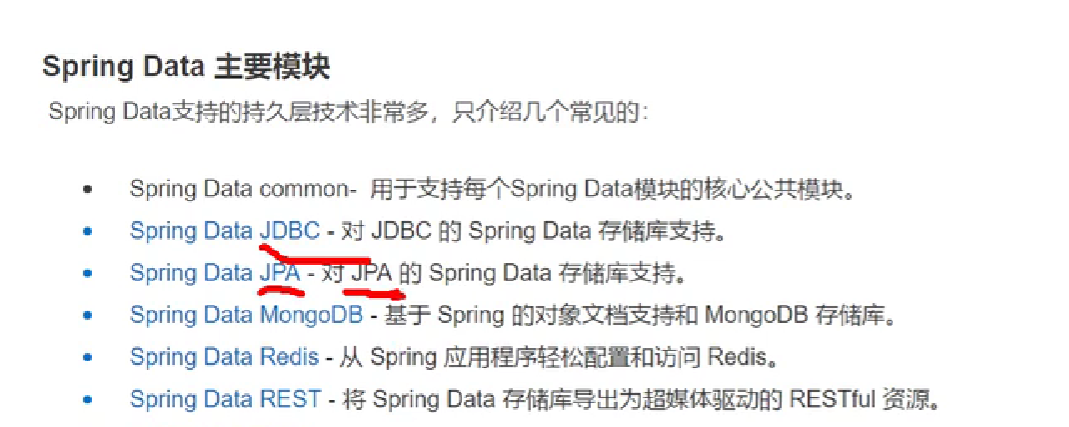 Spring Data 主要模块
Spring Data支持的持久层技术非常多，只介绍几个常见的：
• Spring Data common- 用于支持每个Spring Data模块的核心公共模块。
• Spring Data JDBC - 对 JDBC 的 Spring Data 存储库支持。
• Spring Data JPA - 对 JPA 的 Spring Data 存储库支持。
• Spring Data MongoDB - 基于 Spring 的对象文档支持和 MongoDB 存储库。
• Spring Data Redis - 从 Spring 应用程序轻松配置和访问 Redis。
• Spring Data REST - 将 Spring Data 存储库导出为超媒体驱动的 RESTful 资源。